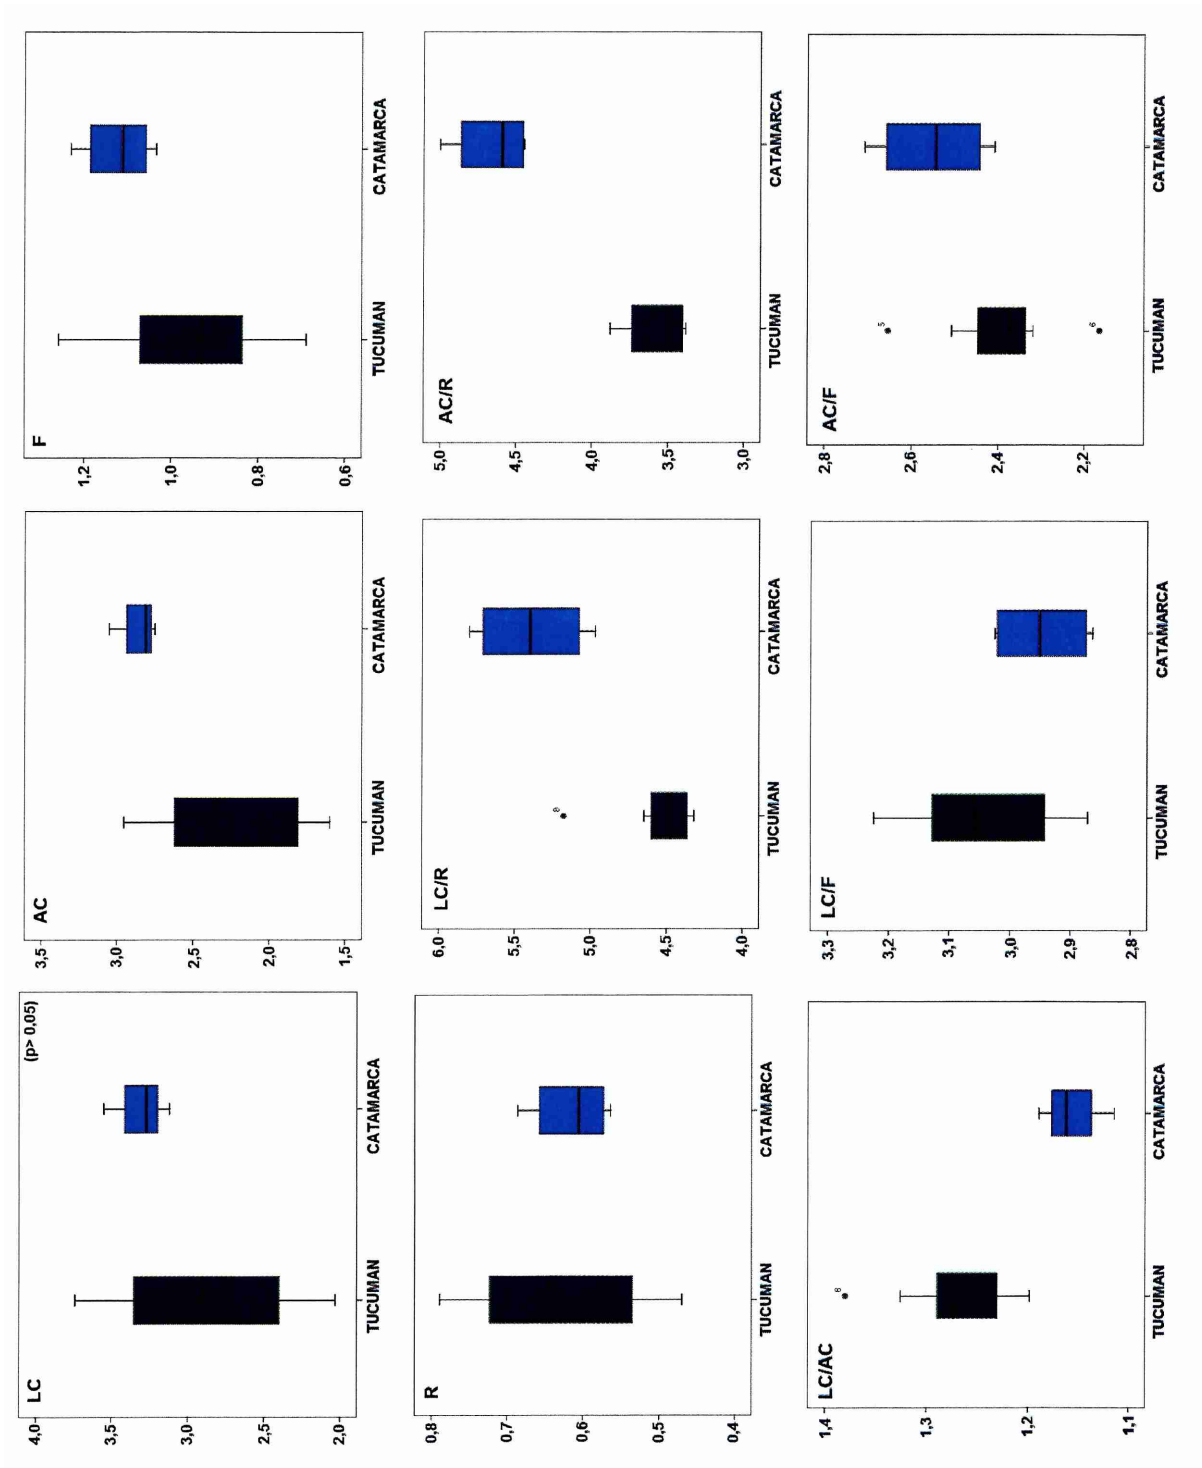 LC
(p> 0,05)
4,0
3,5
3,0
2,5
2,0
TUCUMAN
CATAMARCA
AC
3,5
3,0
2,5
2,0
1,5
TUCUMAN
CATAMARCA
F
1,2
1,0
0,8
0,6
TUCUMAN
CATAMARCA
R
0,8
0,7
0,6
0,5
0,4
TUCUMAN
CATAMARCA
LC/R
6,0
5,5
5,0
4,5
4,0
TUCUMAN
CATAMARCA
AC/R
5,0
4,5
4,0
3,5
3,0
TUCUMAN
CATAMARCA
LC/AC
1,4
1,3
1,2
1,1
TUCUMAN
CATAMARCA
LC/F
3,3
3,2
3,1
3,0
2,9
2,8
TUCUMAN
CATAMARCA
AC/F
2,8
5
2,6
2,4
2,2
6
TUCUMAN
CATAMARCA